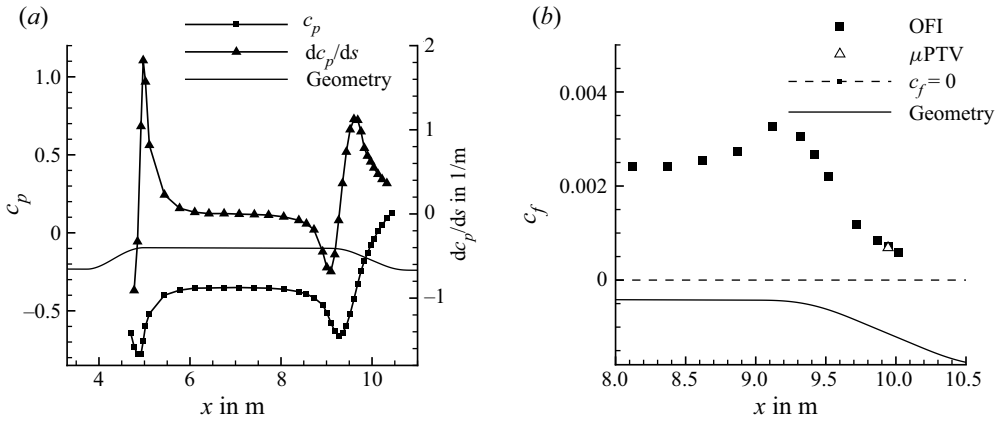 (a)
c_p
dc_p/ds
Geometry
1.0
0.5
0
−0.5
c_p
2
1
0
−1
dc_p/ds in 1/m
4
6
8
10
x in m
(b)
OFI
μPTV
c_f = 0
Geometry
0.004
0.002
0
c_f
8.0
8.5
9.0
9.5
10.0
10.5
x in m